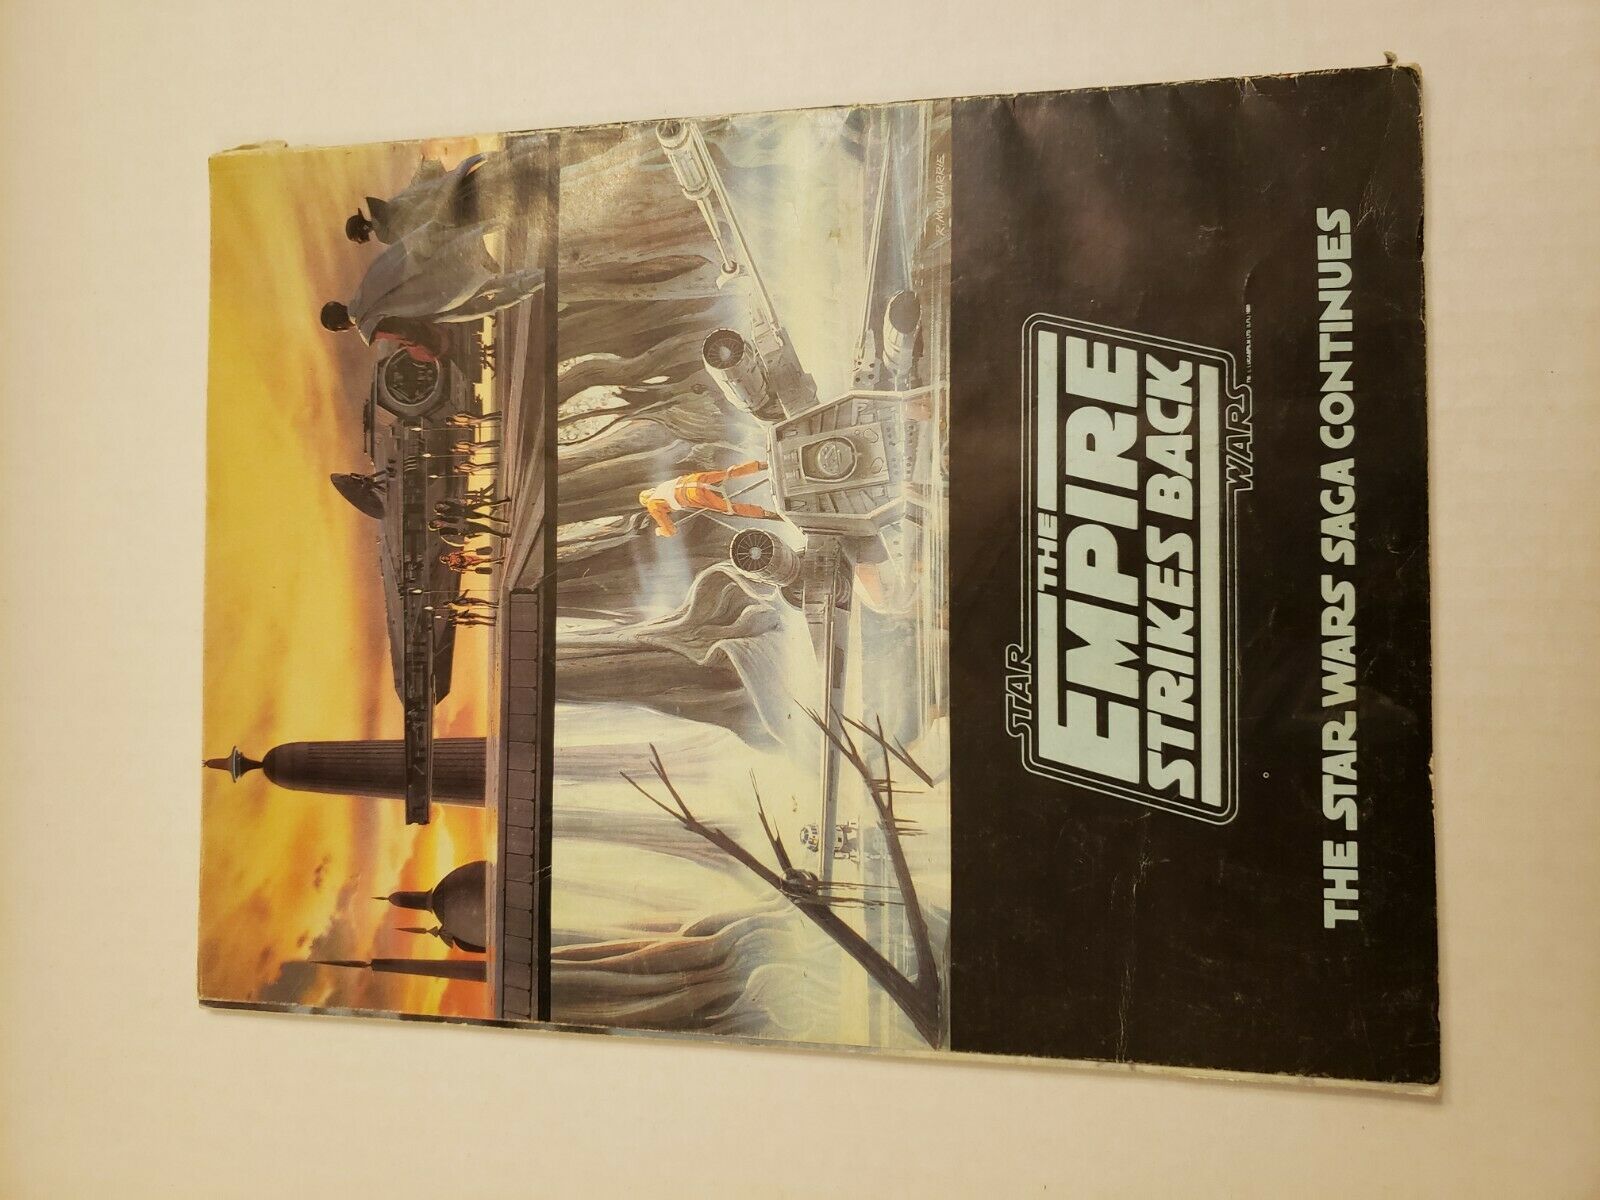 R. McQUARRIE
STAR
THE
EMPIRE
STRIKES BACK
WARS
THE STAR WARS SAGA CONTINUES